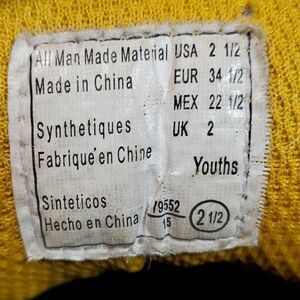 All Man Made Material USA 2 1/2
Made in China EUR 34 1/2
MEX 22 1/2
Synthetiques UK 2
Fabrique'en Chine Youths
Sinteticos 79552
Hecho en China 15 2 1/2